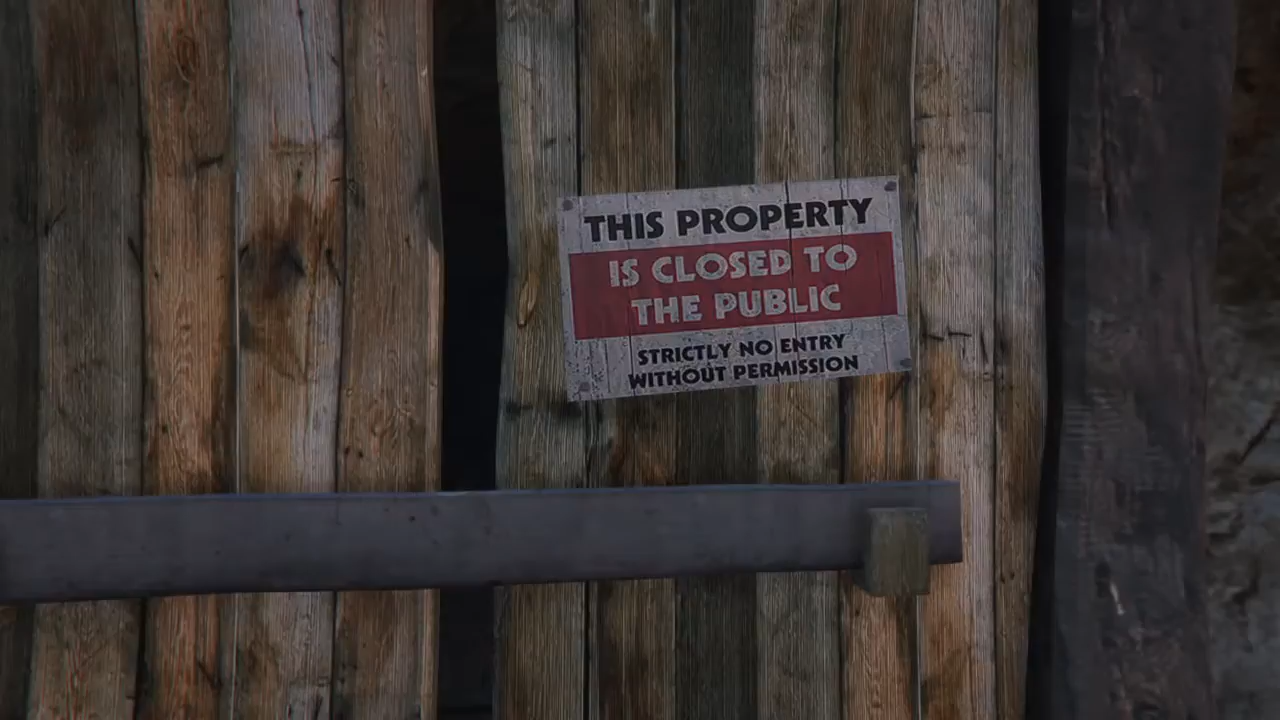 THIS PROPERTY
IS CLOSED TO
THE PUBLIC
STRICTLY NO ENTRY
WITHOUT PERMISSION